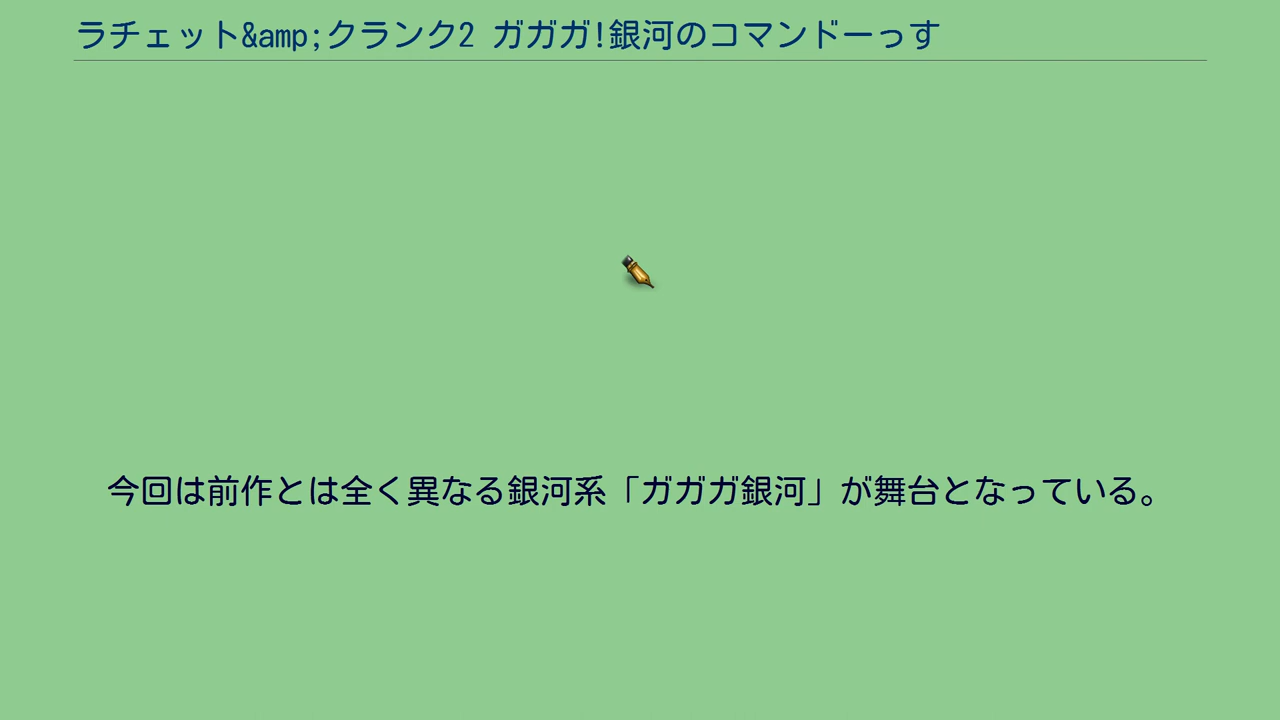 ラチェット&amp;クランク2 ガガガ!銀河のコマンドーっす
今回は前作とは全く異なる銀河系「ガガガ銀河」が舞台となっている。